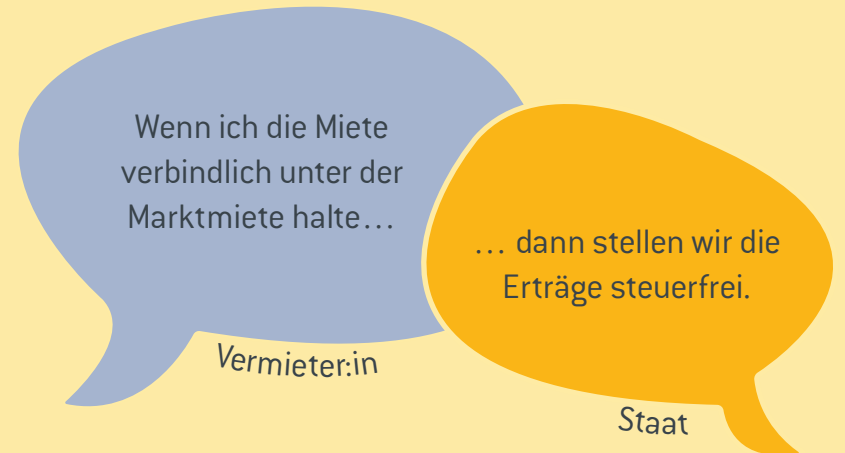 Wenn ich die Miete
verbindlich unter der
Marktmiete halte…
… dann stellen wir die
Erträge steuerfrei.
Vermieter:in
Staat